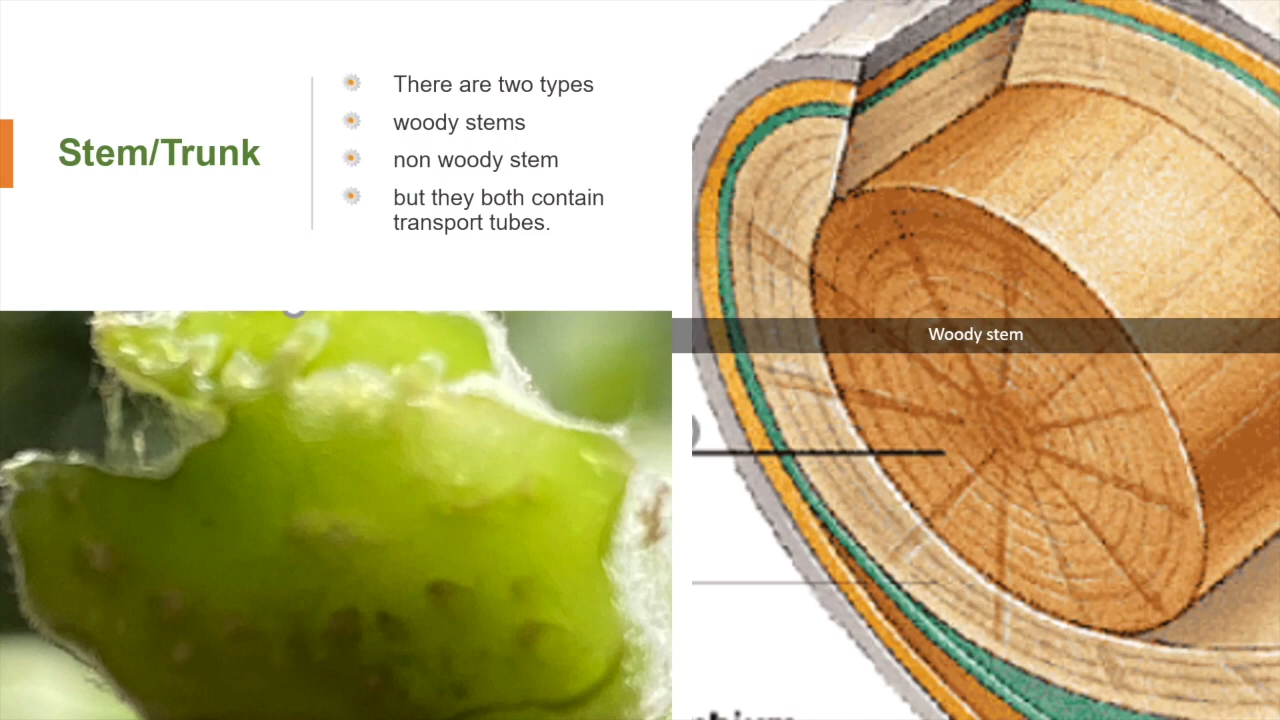 Stem/Trunk
There are two types
woody stems
non woody stem
but they both contain
transport tubes.
Woody stem